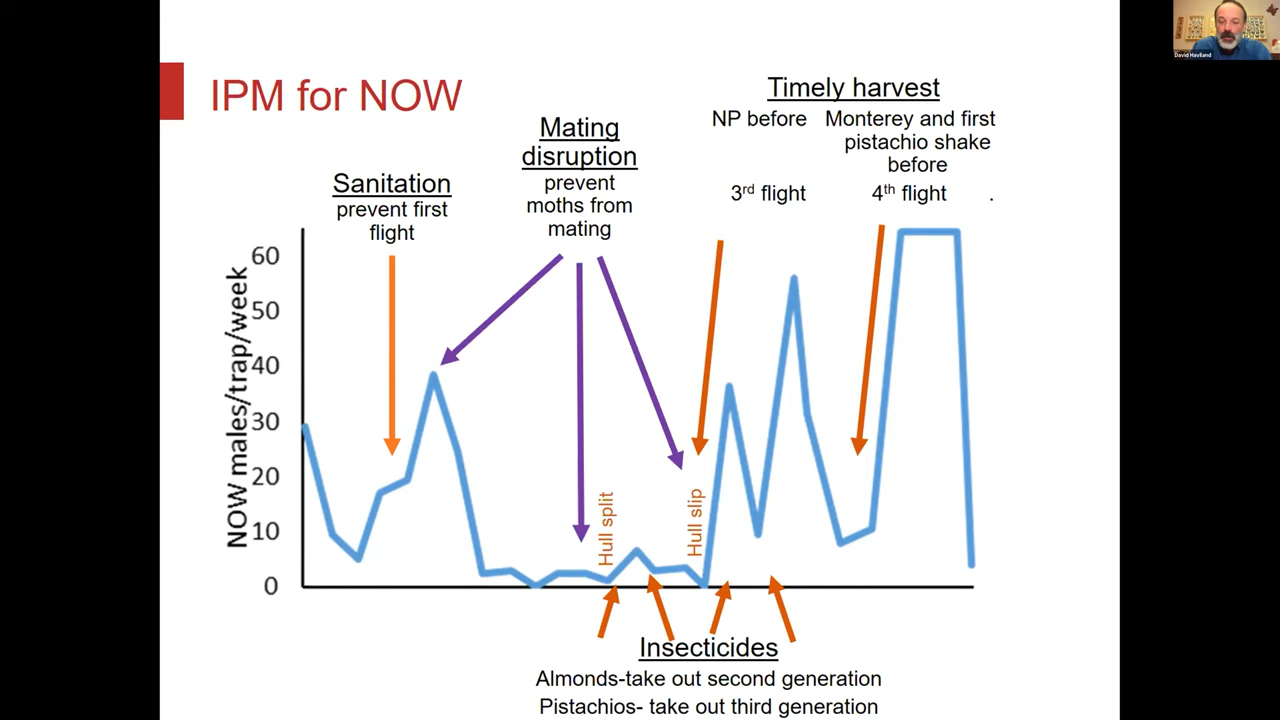 IPM for NOW
Sanitation
prevent first
flight
Mating
disruption
prevent
moths from
mating
Timely harvest
NP before
3rd flight
Monterey and first
pistachio shake
before
4th flight .
NOW males/trap/week
60
50
40
30
20
10
0
Hull split
Hull slip
Insecticides
Almonds-take out second generation
Pistachios- take out third generation
David Haviland